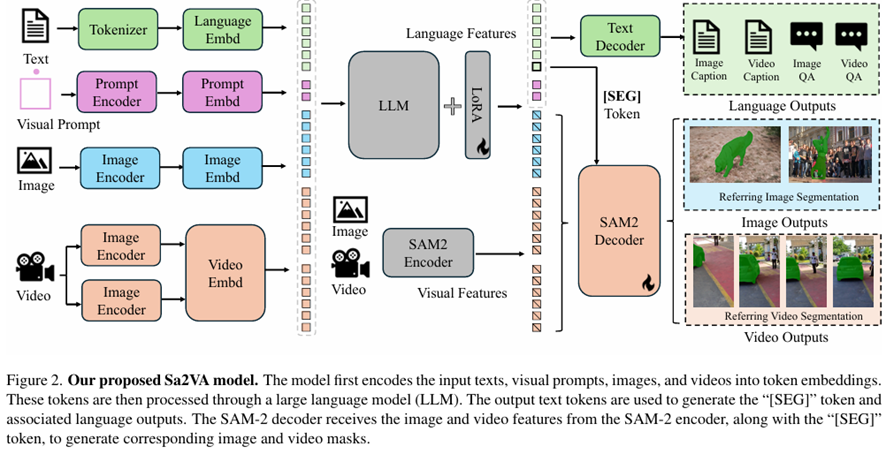 Text
Tokenizer
Language
Embd
Visual Prompt
Prompt
Encoder
Prompt
Embd
Image
Image
Encoder
Image
Embd
Video
Image
Encoder
Image
Encoder
Video
Embd
Language Features
LLM
LoRA
Image
Video
SAM2
Encoder
Visual Features
Text
Decoder
[SEG]
Token
SAM2
Decoder
Image
Caption
Video
Caption
Image
QA
Video
QA
Language Outputs
Referring Image Segmentation
Image Outputs
Referring Video Segmentation
Video Outputs
Figure 2. Our proposed Sa2VA model. The model first encodes the input texts, visual prompts, images, and videos into token embeddings.
These tokens are then processed through a large language model (LLM). The output text tokens are used to generate the “[SEG]” token and
associated language outputs. The SAM-2 decoder receives the image and video features from the SAM-2 encoder, along with the “[SEG]”
token, to generate corresponding image and video masks.